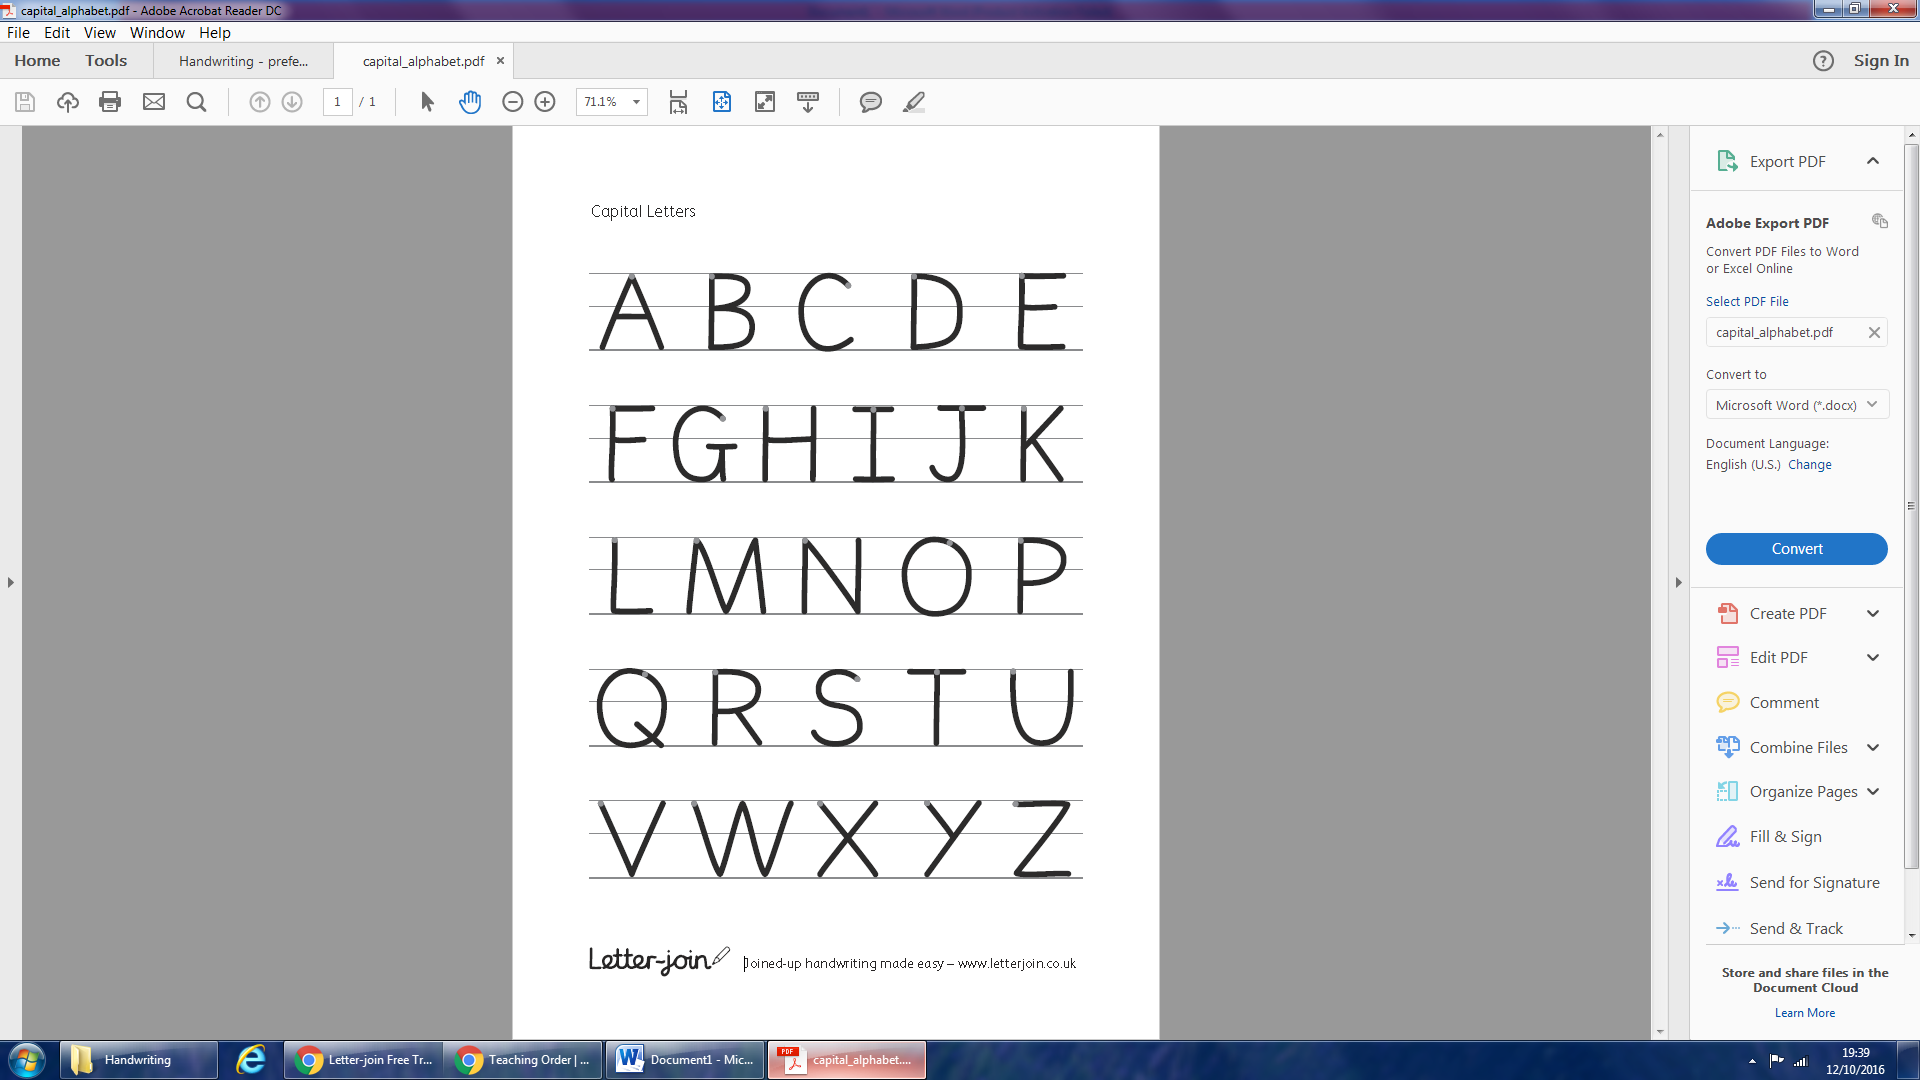 capital_alphabet.pdf - Adobe Acrobat Reader DC
File Edit View Window Help
Home Tools Handwriting - prefe... capital_alphabet.pdf × Sign In
1 / 1 71.1%
Capital Letters
A B C D E
F G H I J K
L M N O P
Q R S T U
V W X Y Z
Letter-join Joined-up handwriting made easy – www.letterjoin.co.uk
Export PDF
Adobe Export PDF
Convert PDF Files to Word
or Excel Online
Select PDF File
capital_alphabet.pdf
Convert to
Microsoft Word (*.docx)
Document Language:
English (U.S.) Change
Convert
Create PDF
Edit PDF
Comment
Combine Files
Organize Pages
Fill & Sign
Send for Signature
Send & Track
Store and share files in the
Document Cloud
Learn More
Handwriting Letter-join Free Tr... Teaching Order | ... Document1 - Mic... PDF capital_alphabet....
19:39
12/10/2016